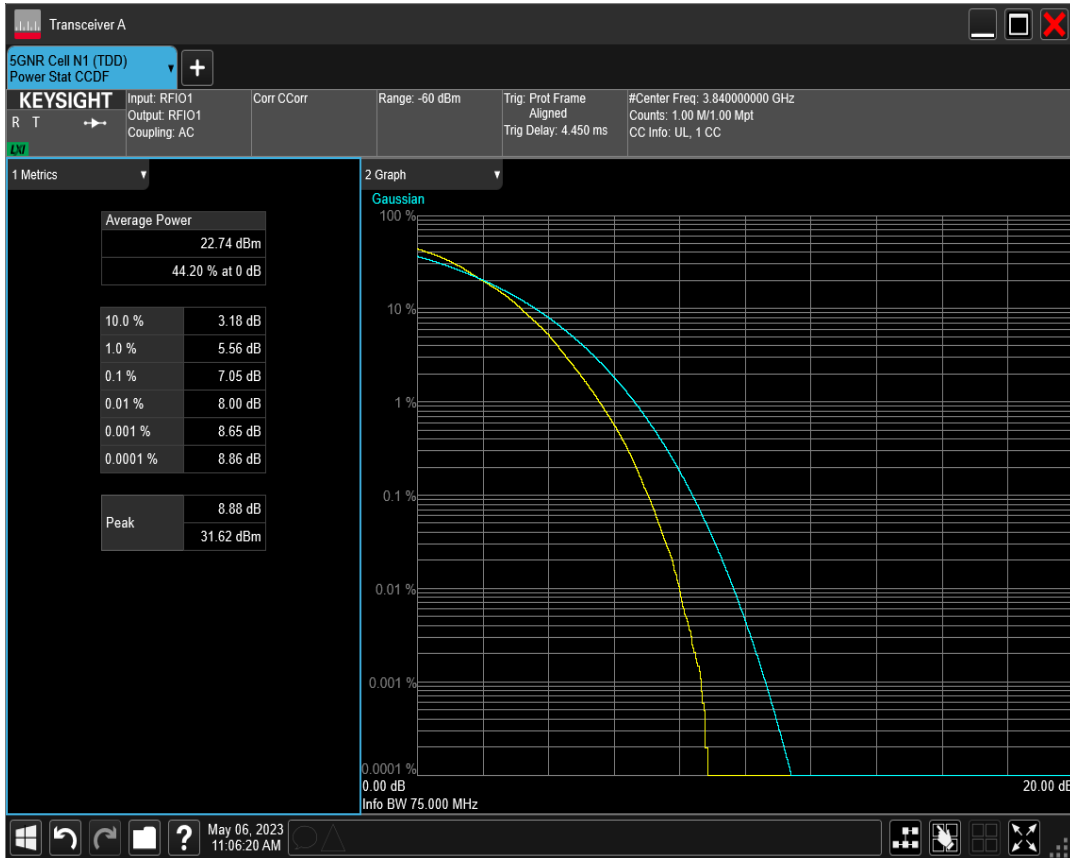 Transceiver A
5GNR Cell N1 (TDD)
Power Stat CCDF
+
KEYSIGHT
R T
LXI
Input: RFIO1
Output: RFIO1
Coupling: AC
Corr CCorr
Range: -60 dBm
Trig: Prot Frame
Aligned
Trig Delay: 4.450 ms
#Center Freq: 3.840000000 GHz
Counts: 1.00 M/1.00 Mpt
CC Info: UL, 1 CC
1 Metrics
Average Power
22.74 dBm
44.20 % at 0 dB
10.0 % 3.18 dB
1.0 % 5.56 dB
0.1 % 7.05 dB
0.01 % 8.00 dB
0.001 % 8.65 dB
0.0001 % 8.86 dB
Peak
8.88 dB
31.62 dBm
2 Graph
Gaussian
100 %
10 %
1 %
0.1 %
0.01 %
0.001 %
0.0001 %
0.00 dB 20.00 dB
Info BW 75.000 MHz
?
May 06, 2023
11:06:20 AM